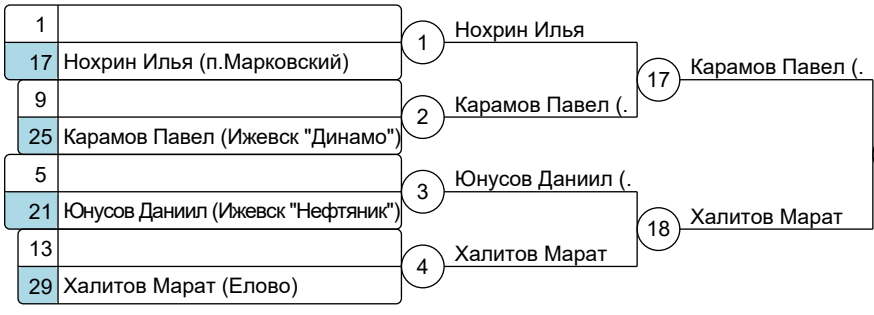 1
17 Нохрин Илья (п.Марковский)
1
Нохрин Илья
9
25 Карамов Павел (Ижевск "Динамо")
2
Карамов Павел (.
17
Карамов Павел (.
5
21 Юнусов Даниил (Ижевск "Нефтяник")
3
Юнусов Даниил (.
13
29 Халитов Марат (Елово)
4
Халитов Марат
18
Халитов Марат